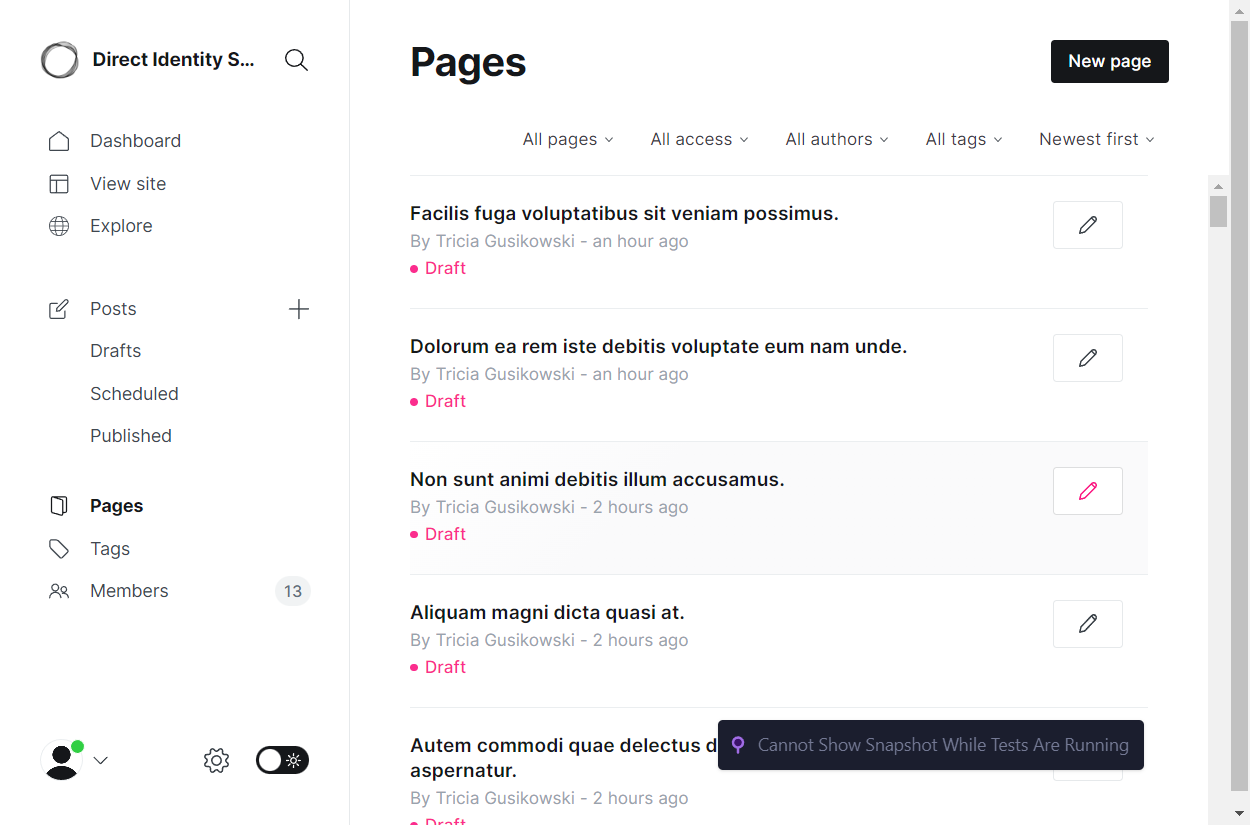 Direct Identity S...
Dashboard
View site
Explore
Posts
Drafts
Scheduled
Published
Pages
Tags
Members
13
Pages
New page
All pages
All access
All authors
All tags
Newest first
Facilis fuga voluptatibus sit veniam possimus.
By Tricia Gusikowski - an hour ago
Draft
Dolorum ea rem iste debitis voluptate eum nam unde.
By Tricia Gusikowski - an hour ago
Draft
Non sunt animi debitis illum accusamus.
By Tricia Gusikowski - 2 hours ago
Draft
Aliquam magni dicta quasi at.
By Tricia Gusikowski - 2 hours ago
Draft
Autem commodi quae delectus d
aspernatur.
By Tricia Gusikowski - 2 hours ago
Draft
Cannot Show Snapshot While Tests Are Running